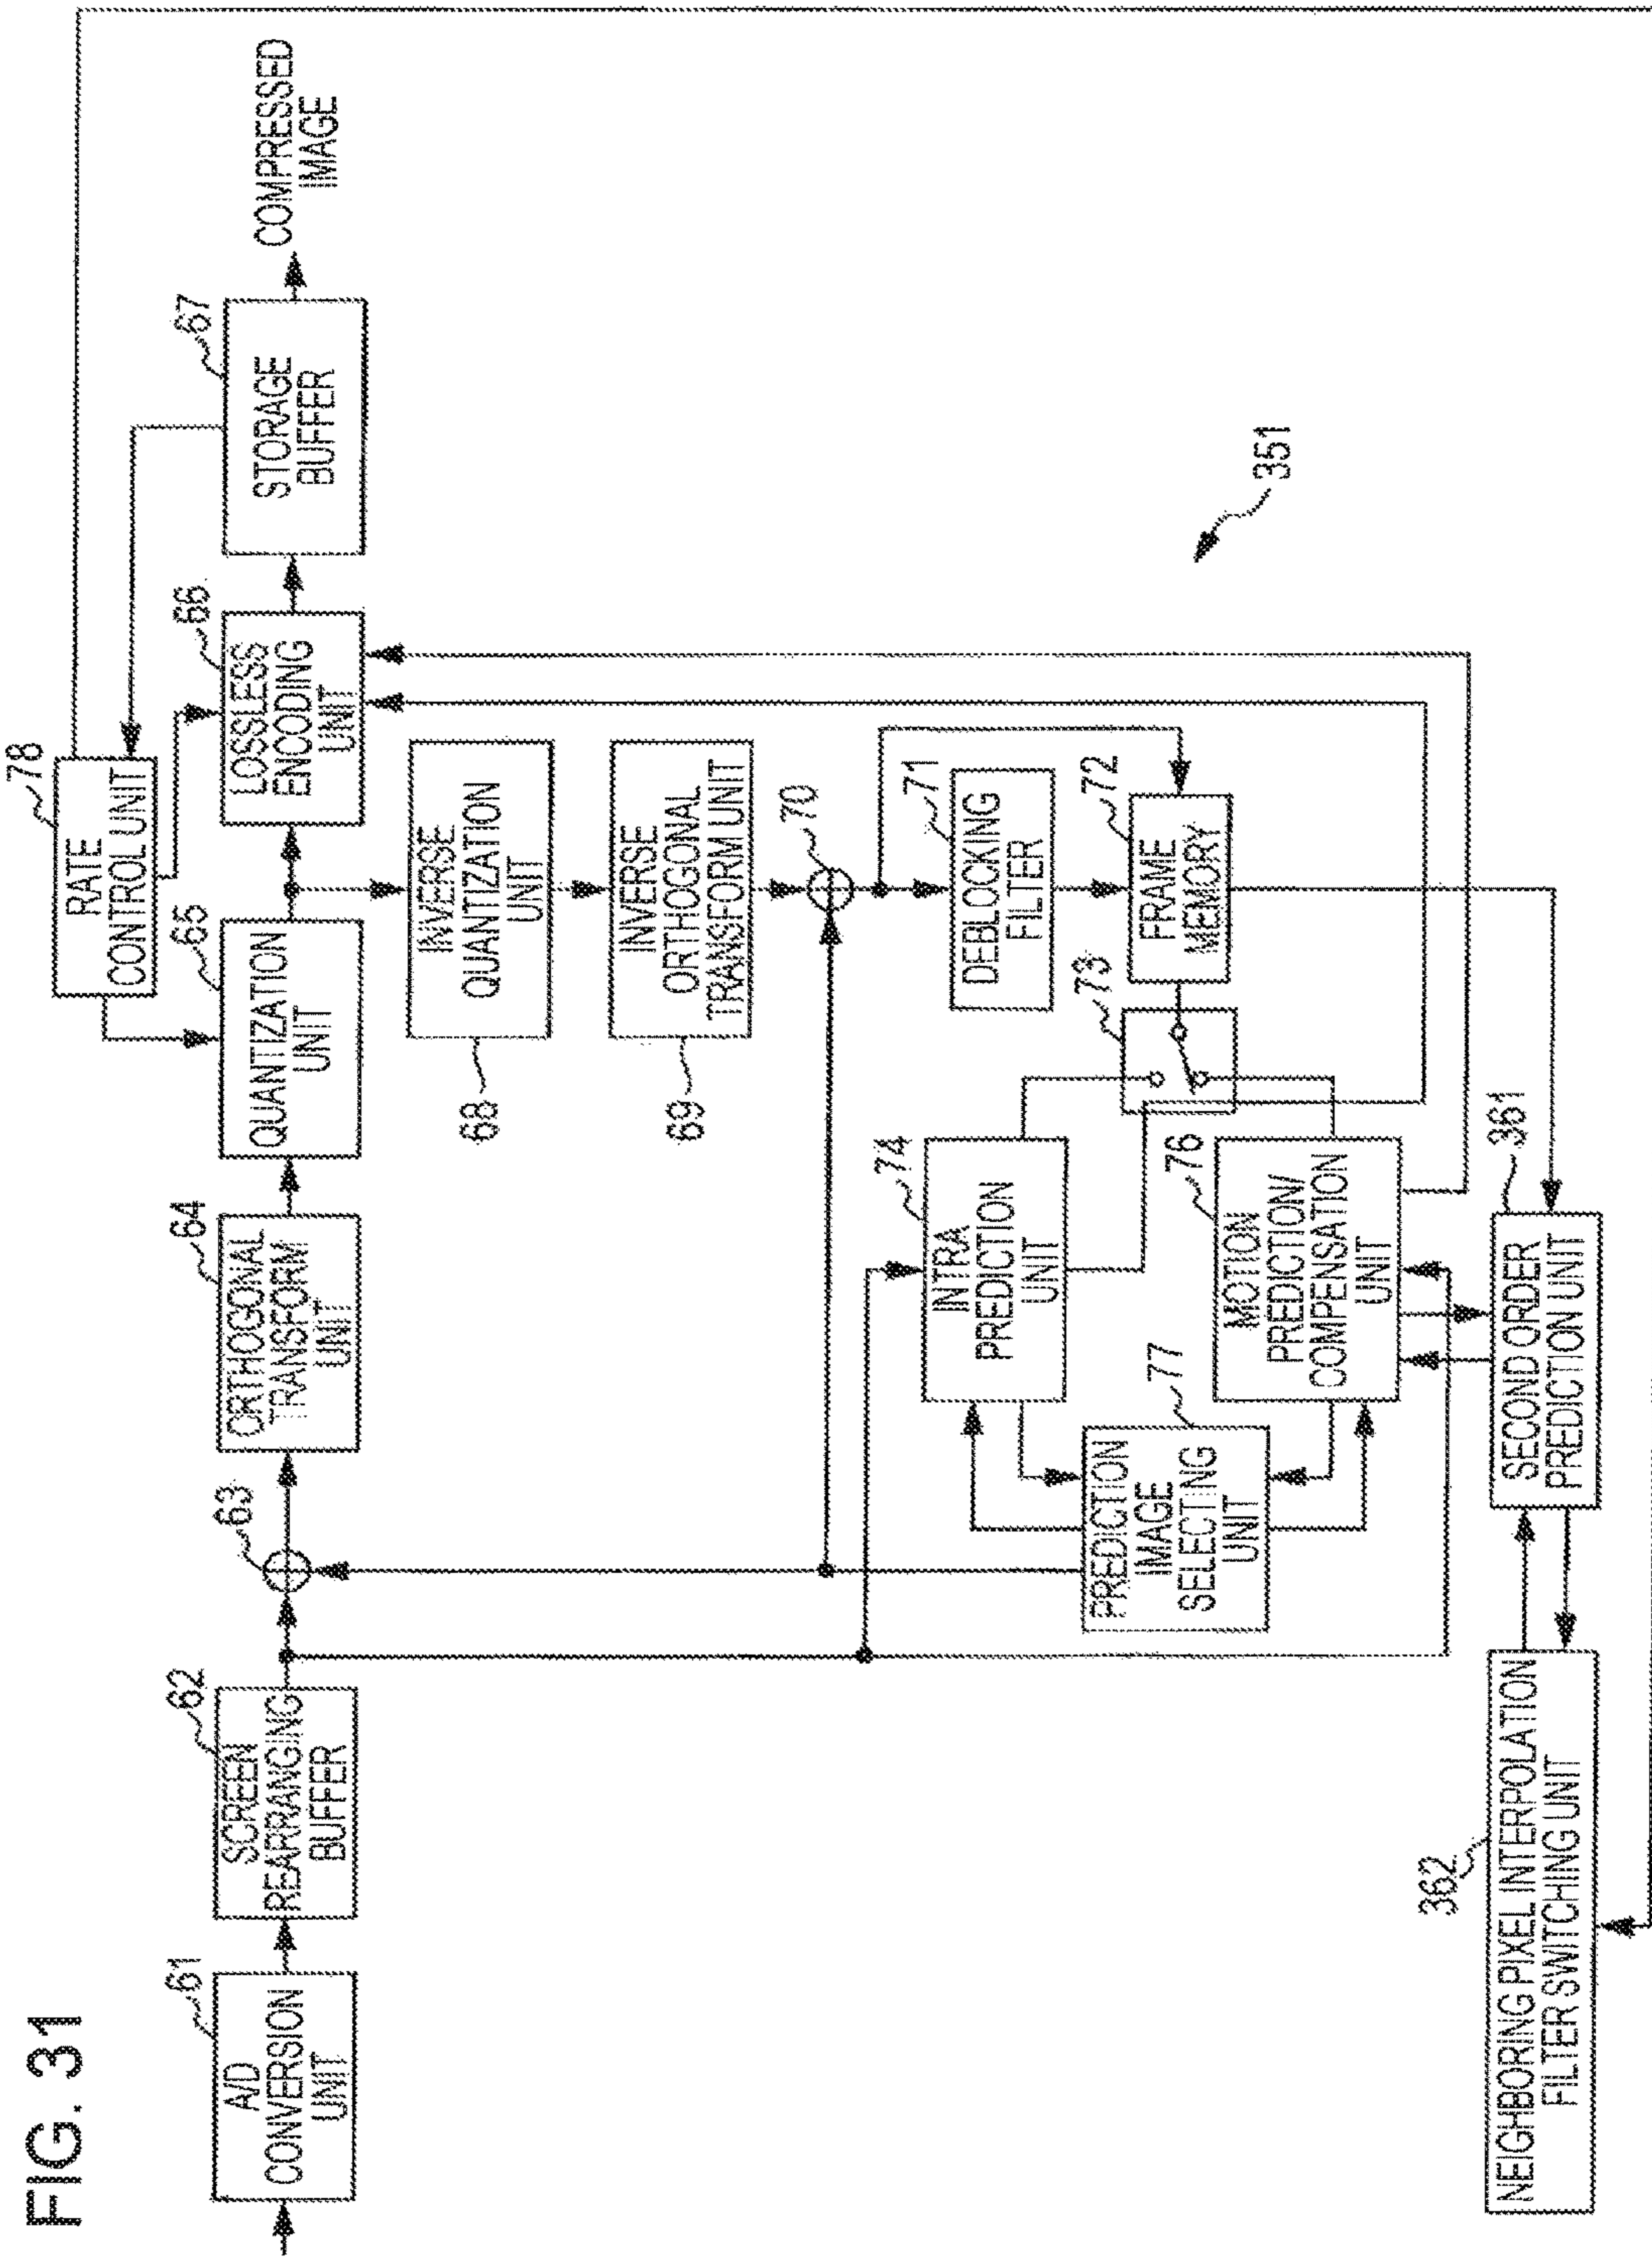 FIG. 31
61
A/D
CONVERSION
UNIT
62
SCREEN
REARRANGING
BUFFER
63
64
ORTHOGONAL
TRANSFORM
UNIT
65
QUANTIZATION
UNIT
78
RATE
CONTROL UNIT
66
LOSSLESS
ENCODING
UNIT
67
STORAGE
BUFFER
COMPRESSED
IMAGE
68
INVERSE
QUANTIZATION
UNIT
69
INVERSE
ORTHOGONAL
TRANSFORM UNIT
70
71
DEBLOCKING
FILTER
72
FRAME
MEMORY
73
74
INTRA
PREDICTION
UNIT
76
MOTION
PREDICTION/
COMPENSATION
UNIT
77
PREDICTION
IMAGE
SELECTING
UNIT
351
361
SECOND ORDER
PREDICTION UNIT
362
NEIGHBORING PIXEL INTERPOLATION
FILTER SWITCHING UNIT